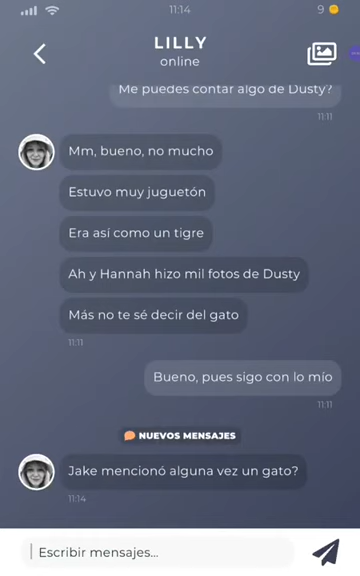 11:14
9
LILLY
online
Me puedes contar algo de Dusty?
11:11
Mm, bueno, no mucho
Estuvo muy juguetón
Era así como un tigre
Ah y Hannah hizo mil fotos de Dusty
Más no te sé decir del gato
11:11
Bueno, pues sigo con lo mío
11:11
NUEVOS MENSAJES
Jake mencionó alguna vez un gato?
11:14
Escribir mensajes...